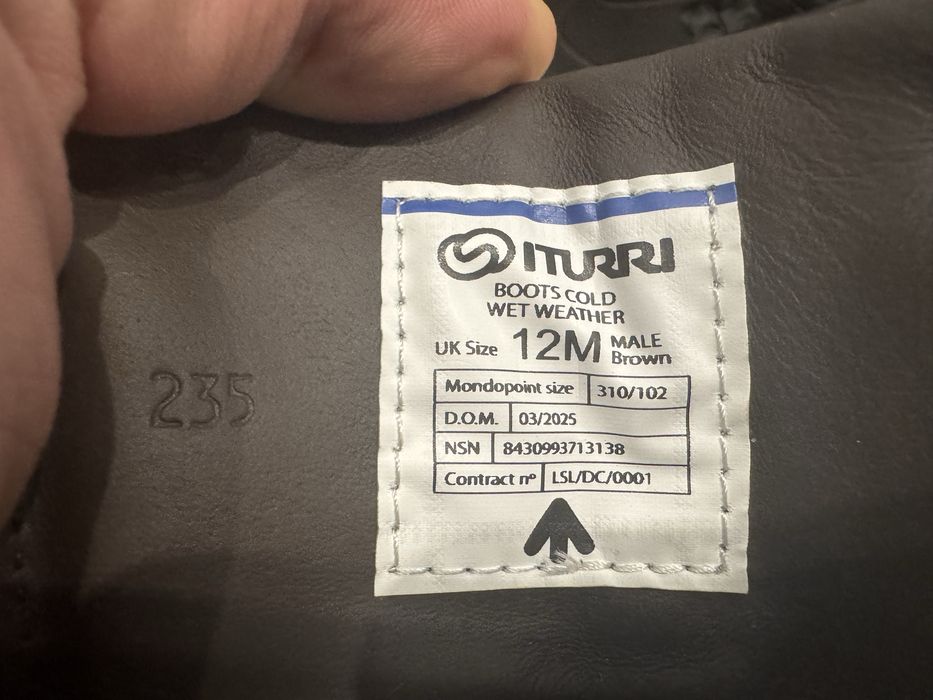 ITURRI
BOOTS COLD
WET WEATHER
UK Size 12M MALE Brown
Mondopoint size 310/102
D.O.M. 03/2025
NSN 8430993713138
Contract nº LSL/DC/0001
235